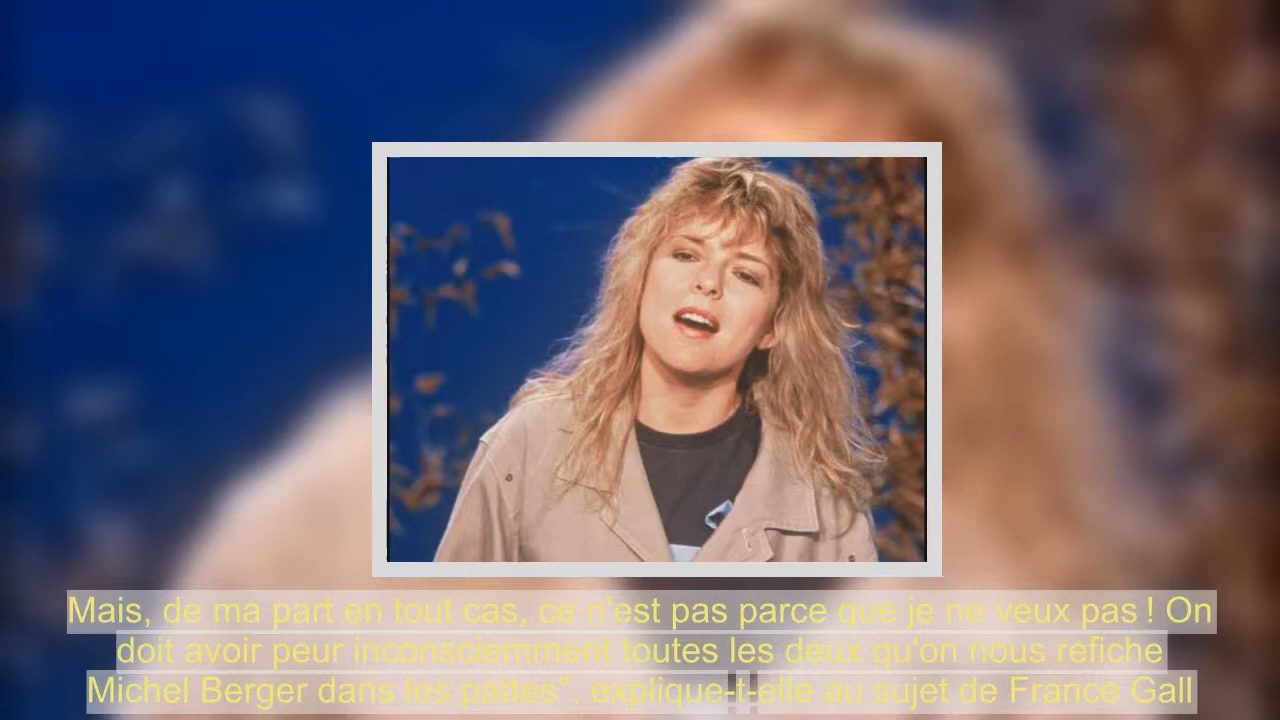 Mais, de ma part en tout cas, ce n'est pas parce que je ne veux pas ! On
doit avoir peur inconsciemment toutes les deux qu'on nous refiche
Michel Berger dans les pattes", explique-t-elle au sujet de France Gall